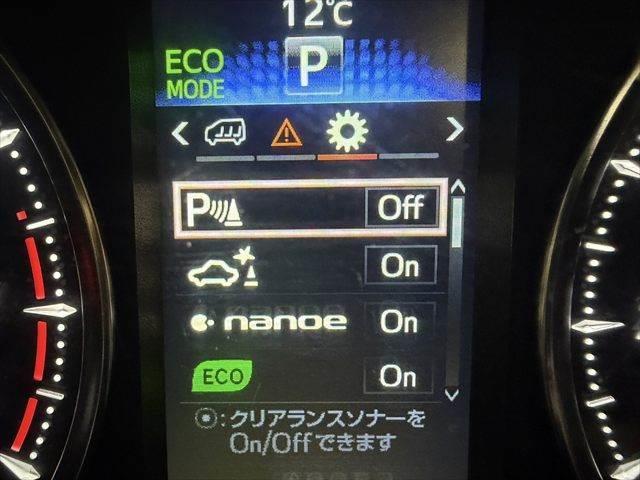 12℃
ECO
MODE
P
P Off
On
nanoe On
ECO On
:クリアランスソナーを
On/Offできます